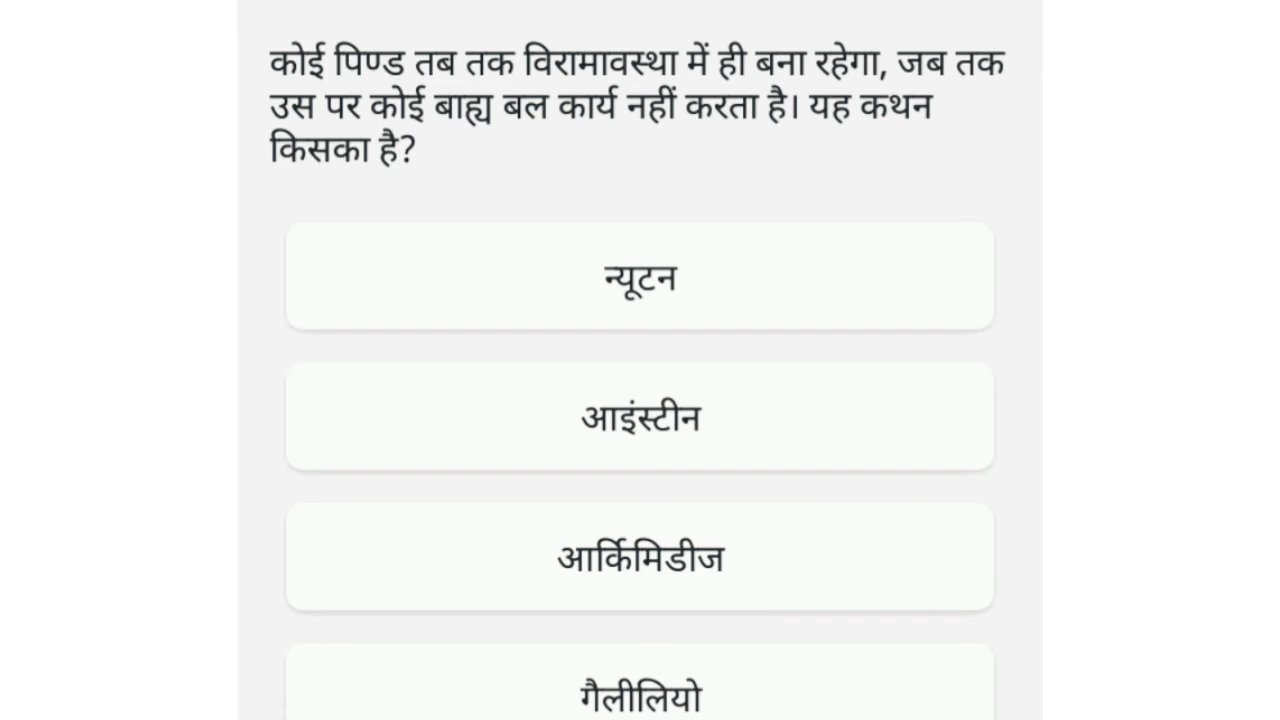 कोई पिण्ड तब तक विरामावस्था में ही बना रहेगा, जब तक
उस पर कोई बाह्य बल कार्य नहीं करता है। यह कथन
किसका है?
न्यूटन
आइंस्टीन
आर्किमिडीज
गैलीलियो